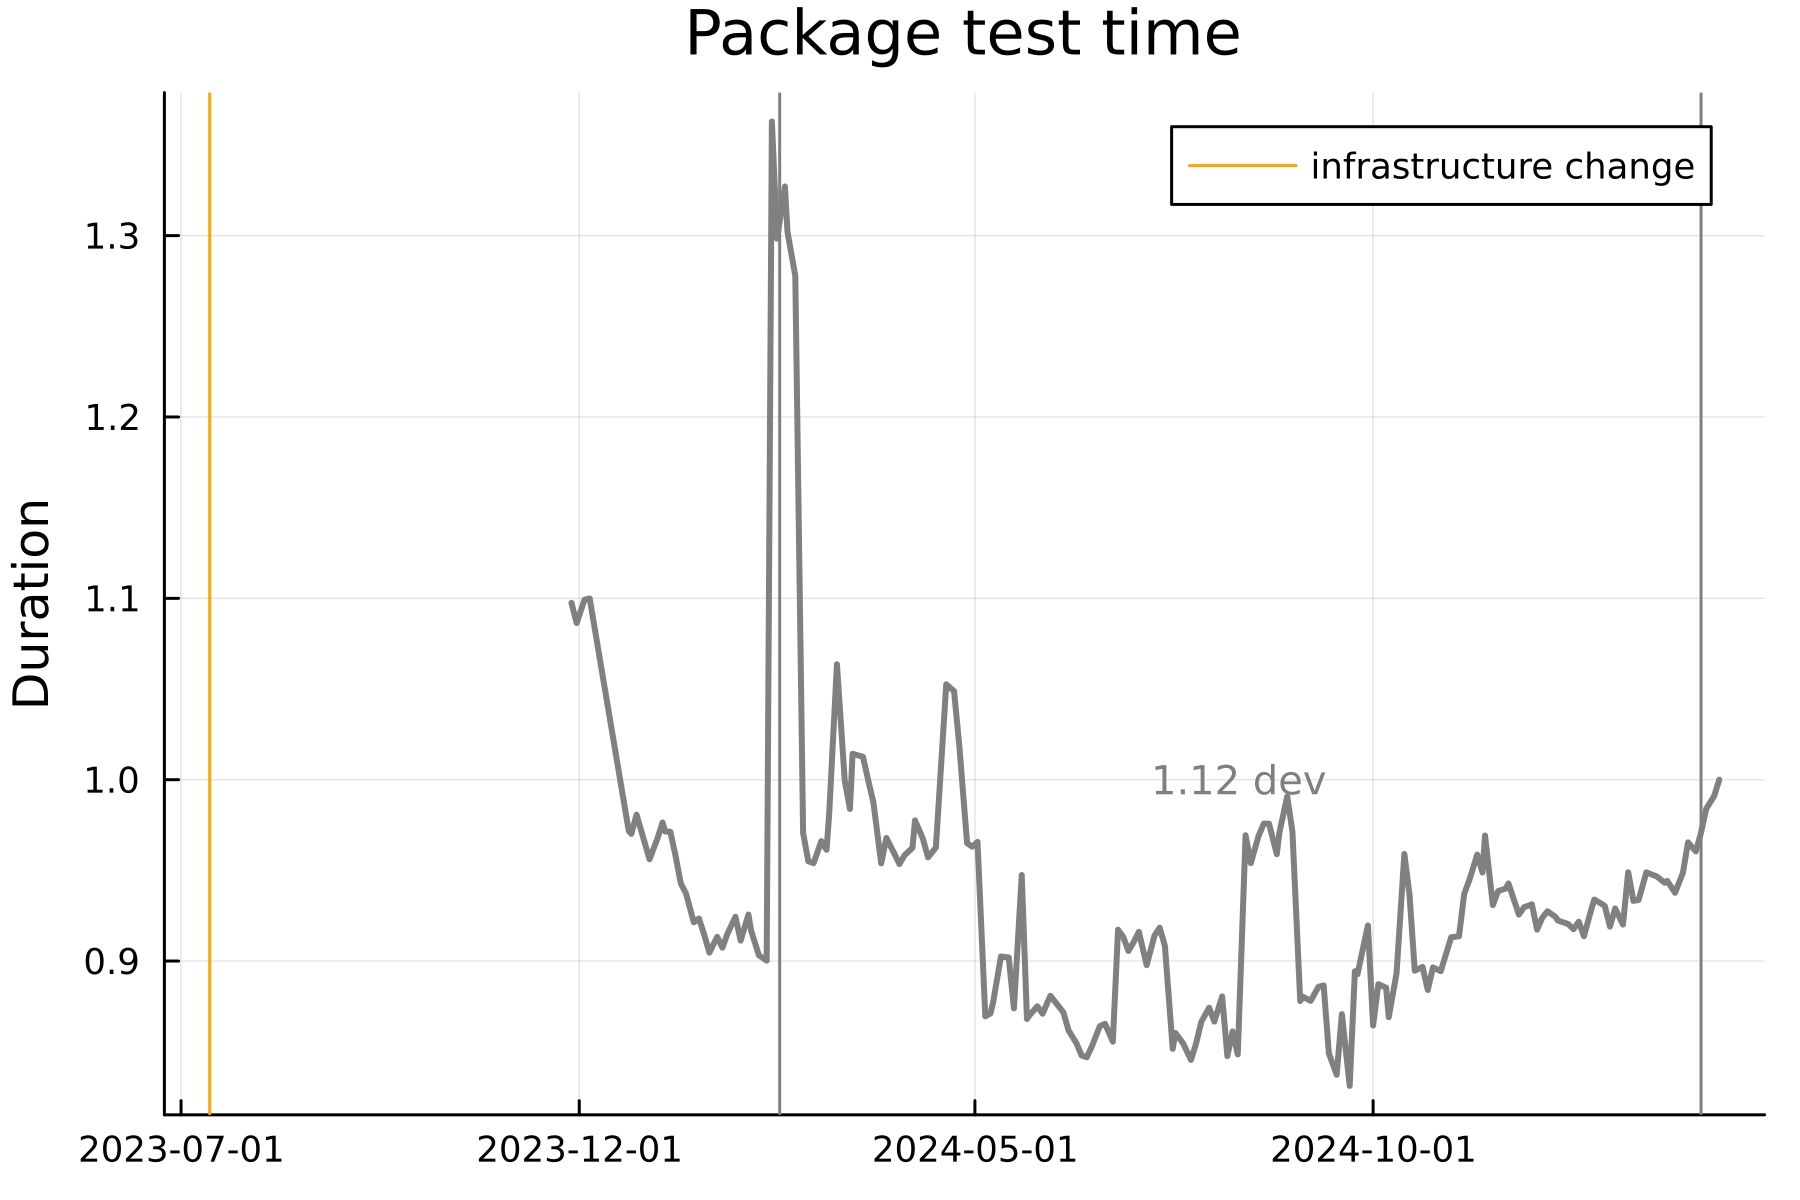 Package test time
infrastructure change
Duration
1.3
1.2
1.1
1.0
0.9
1.12 dev
2023-07-01
2023-12-01
2024-05-01
2024-10-01